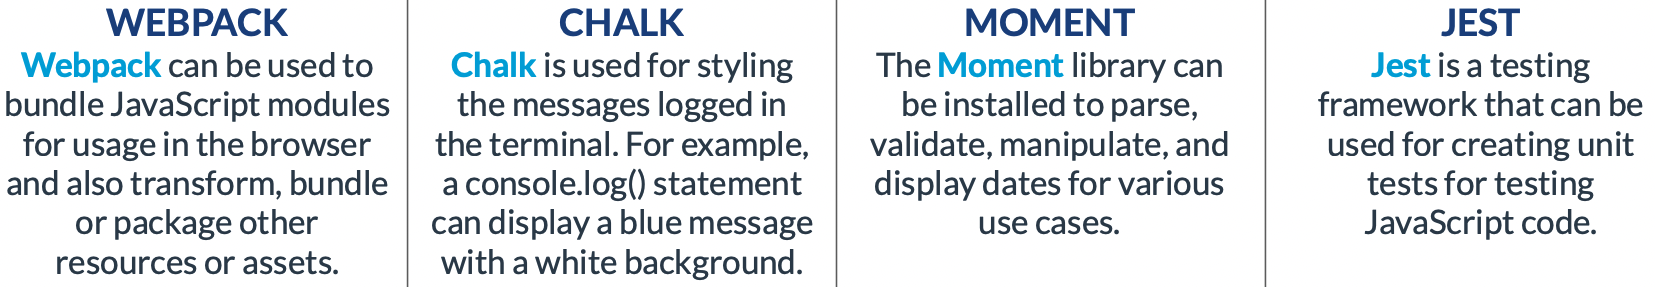 WEBPACK
Webpack can be used to
bundle JavaScript modules
for usage in the browser
and also transform, bundle
or package other
resources or assets.
CHALK
Chalk is used for styling
the messages logged in
the terminal. For example,
a console.log() statement
can display a blue message
with a white background.
MOMENT
The Moment library can
be installed to parse,
validate, manipulate, and
display dates for various
use cases.
JEST
Jest is a testing
framework that can be
used for creating unit
tests for testing
JavaScript code.